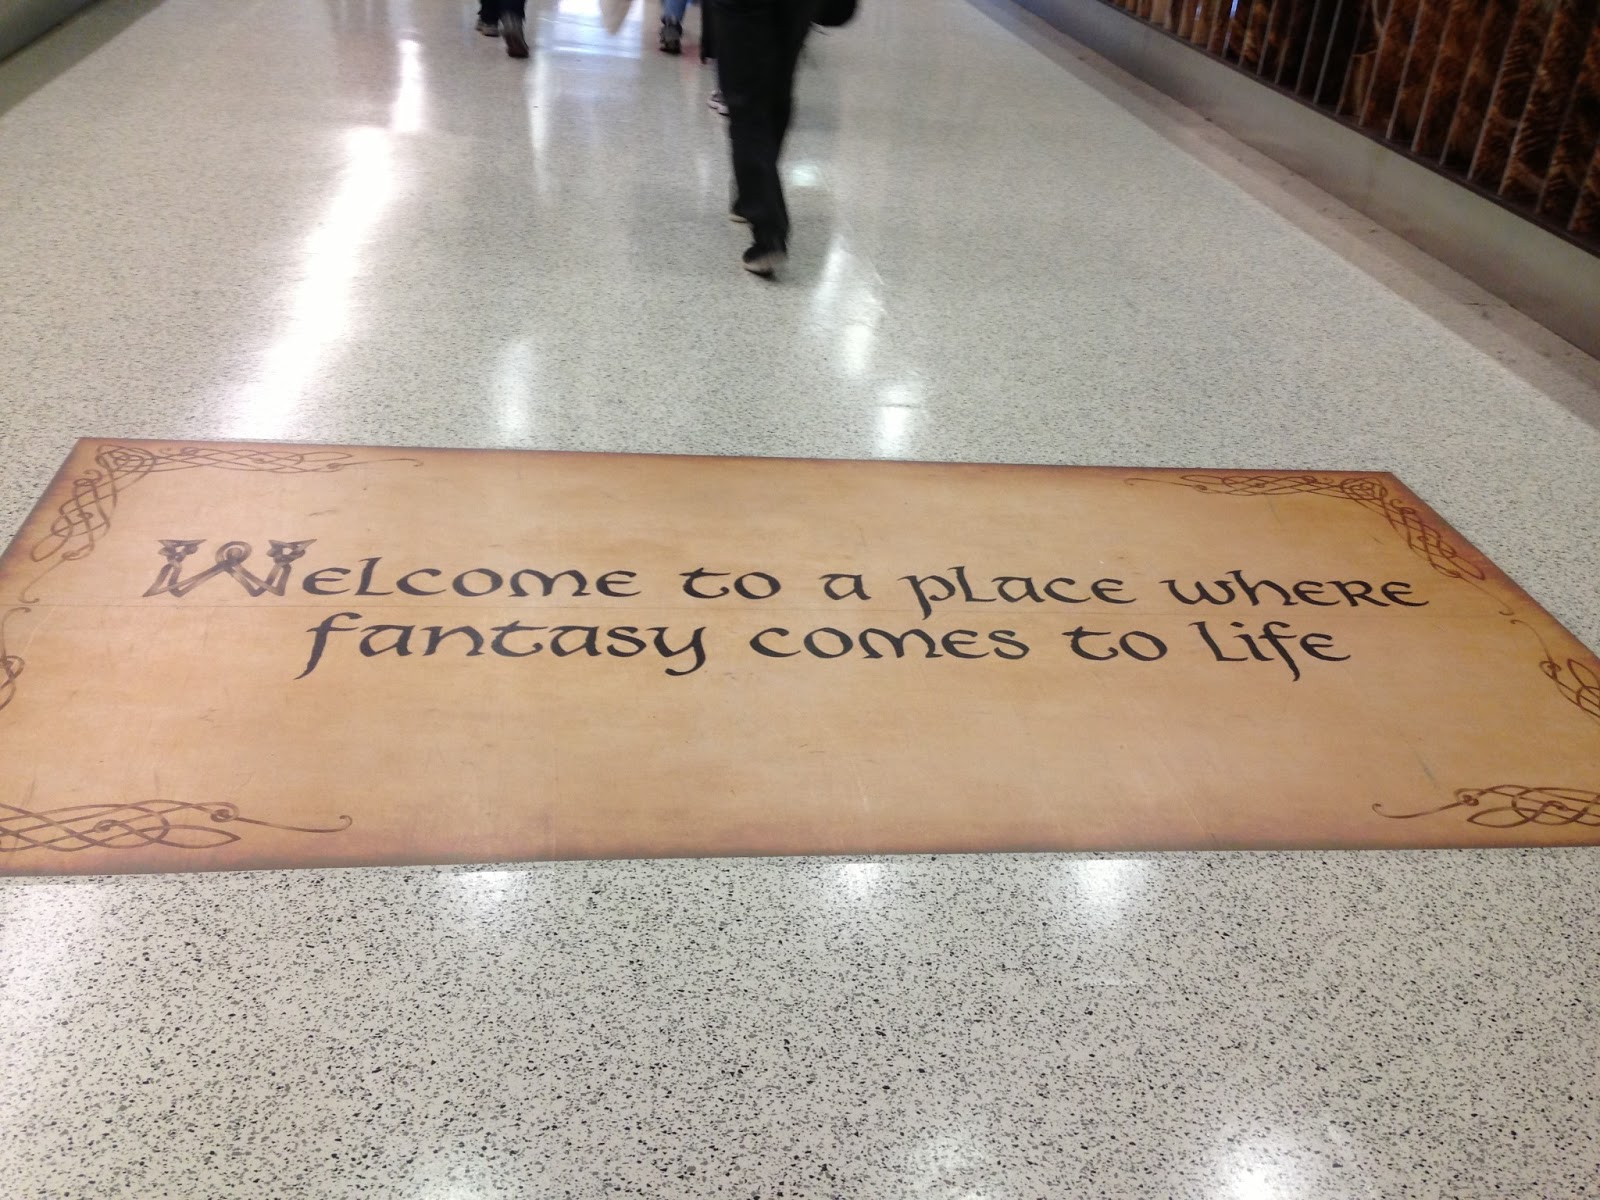 Welcome to a place where
fantasy comes to life